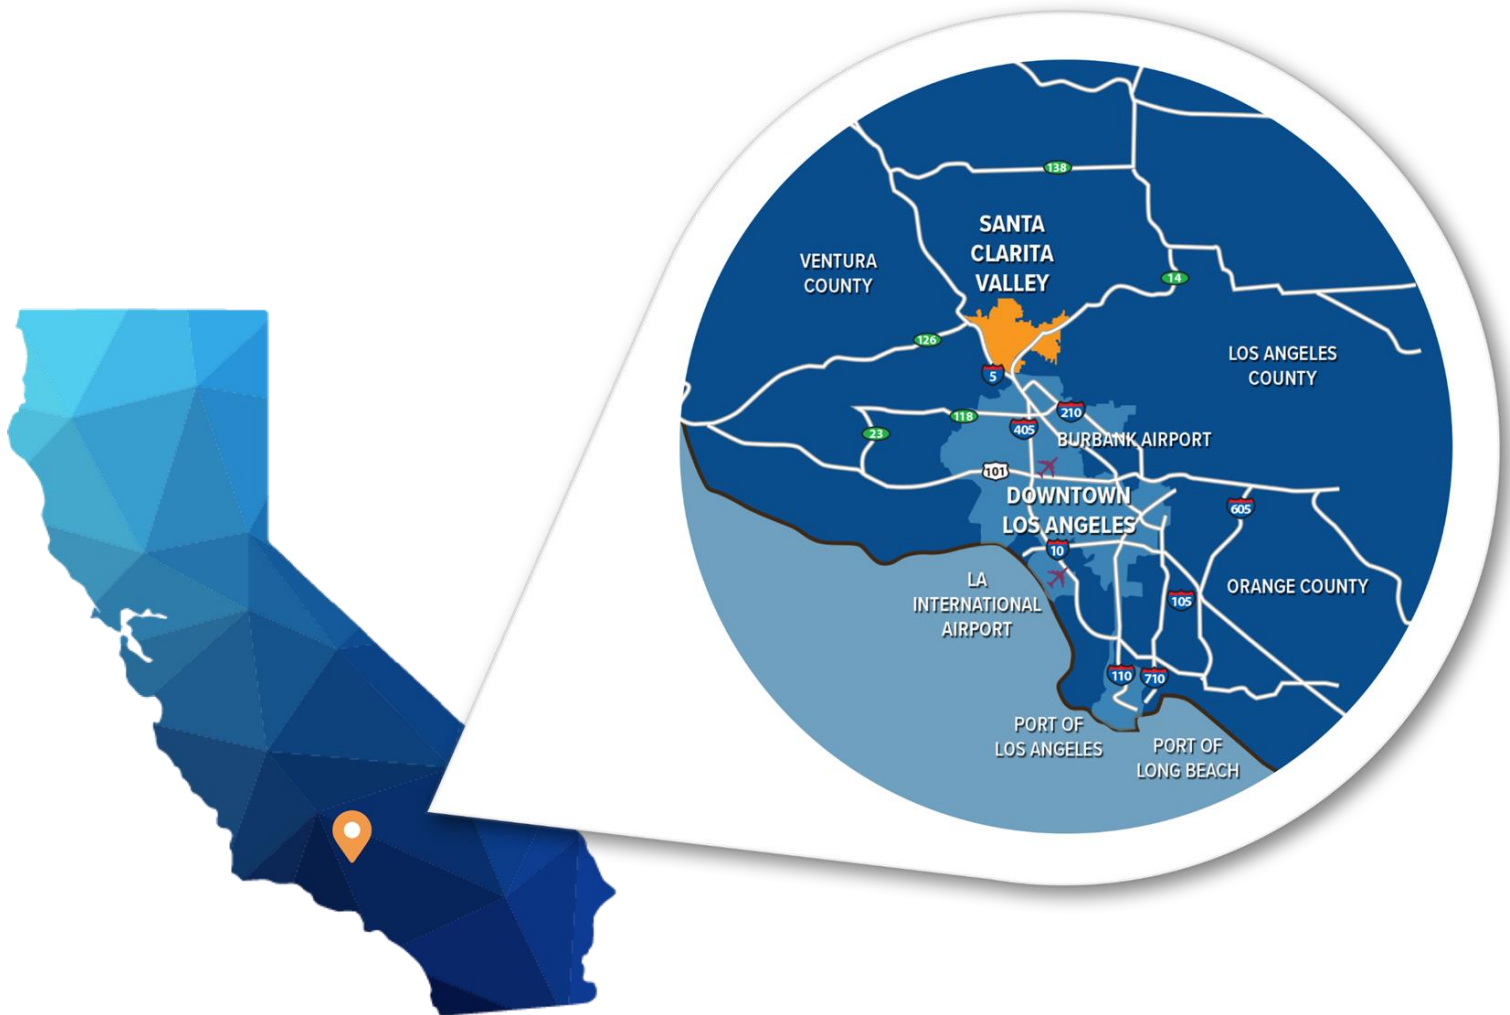 138
SANTA
CLARITA
VALLEY
VENTURA
COUNTY
14
126
LOS ANGELES
COUNTY
5
118
210
405
23
BURBANK AIRPORT
101
DOWNTOWN
LOS ANGELES
605
10
LA
INTERNATIONAL
AIRPORT
ORANGE COUNTY
105
110
710
PORT OF
LOS ANGELES
PORT OF
LONG BEACH